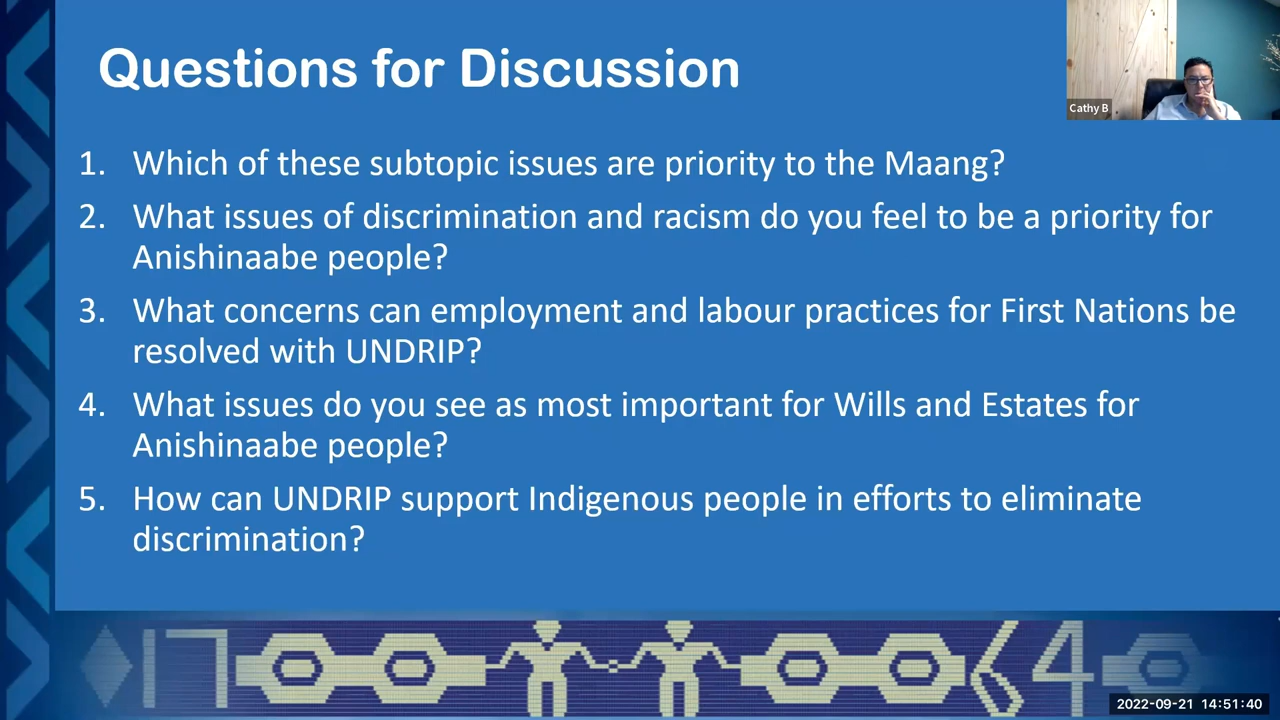 Questions for Discussion
Cathy B
1. Which of these subtopic issues are priority to the Maang?
2. What issues of discrimination and racism do you feel to be a priority for
Anishinaabe people?
3. What concerns can employment and labour practices for First Nations be
resolved with UNDRIP?
4. What issues do you see as most important for Wills and Estates for
Anishinaabe people?
5. How can UNDRIP support Indigenous people in efforts to eliminate
discrimination?
17 64
2022-09-21 14:51:40